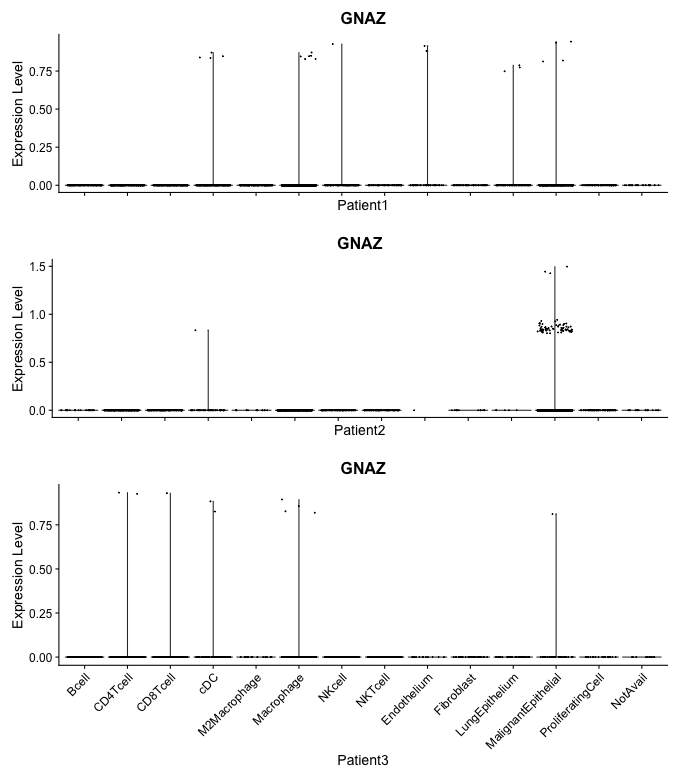 GNAZ
Expression Level
0.75
0.50
0.25
0.00
Patient1
GNAZ
Expression Level
1.5
1.0
0.5
0.0
Patient2
GNAZ
Expression Level
0.75
0.50
0.25
0.00
Bcell
CD4Tcell
CD8Tcell
cDC
M2Macrophage
Macrophage
NKcell
NKTcell
Endothelium
Fibroblast
LungEpithelium
MalignantEpithelial
ProliferatingCell
NotAvail
Patient3